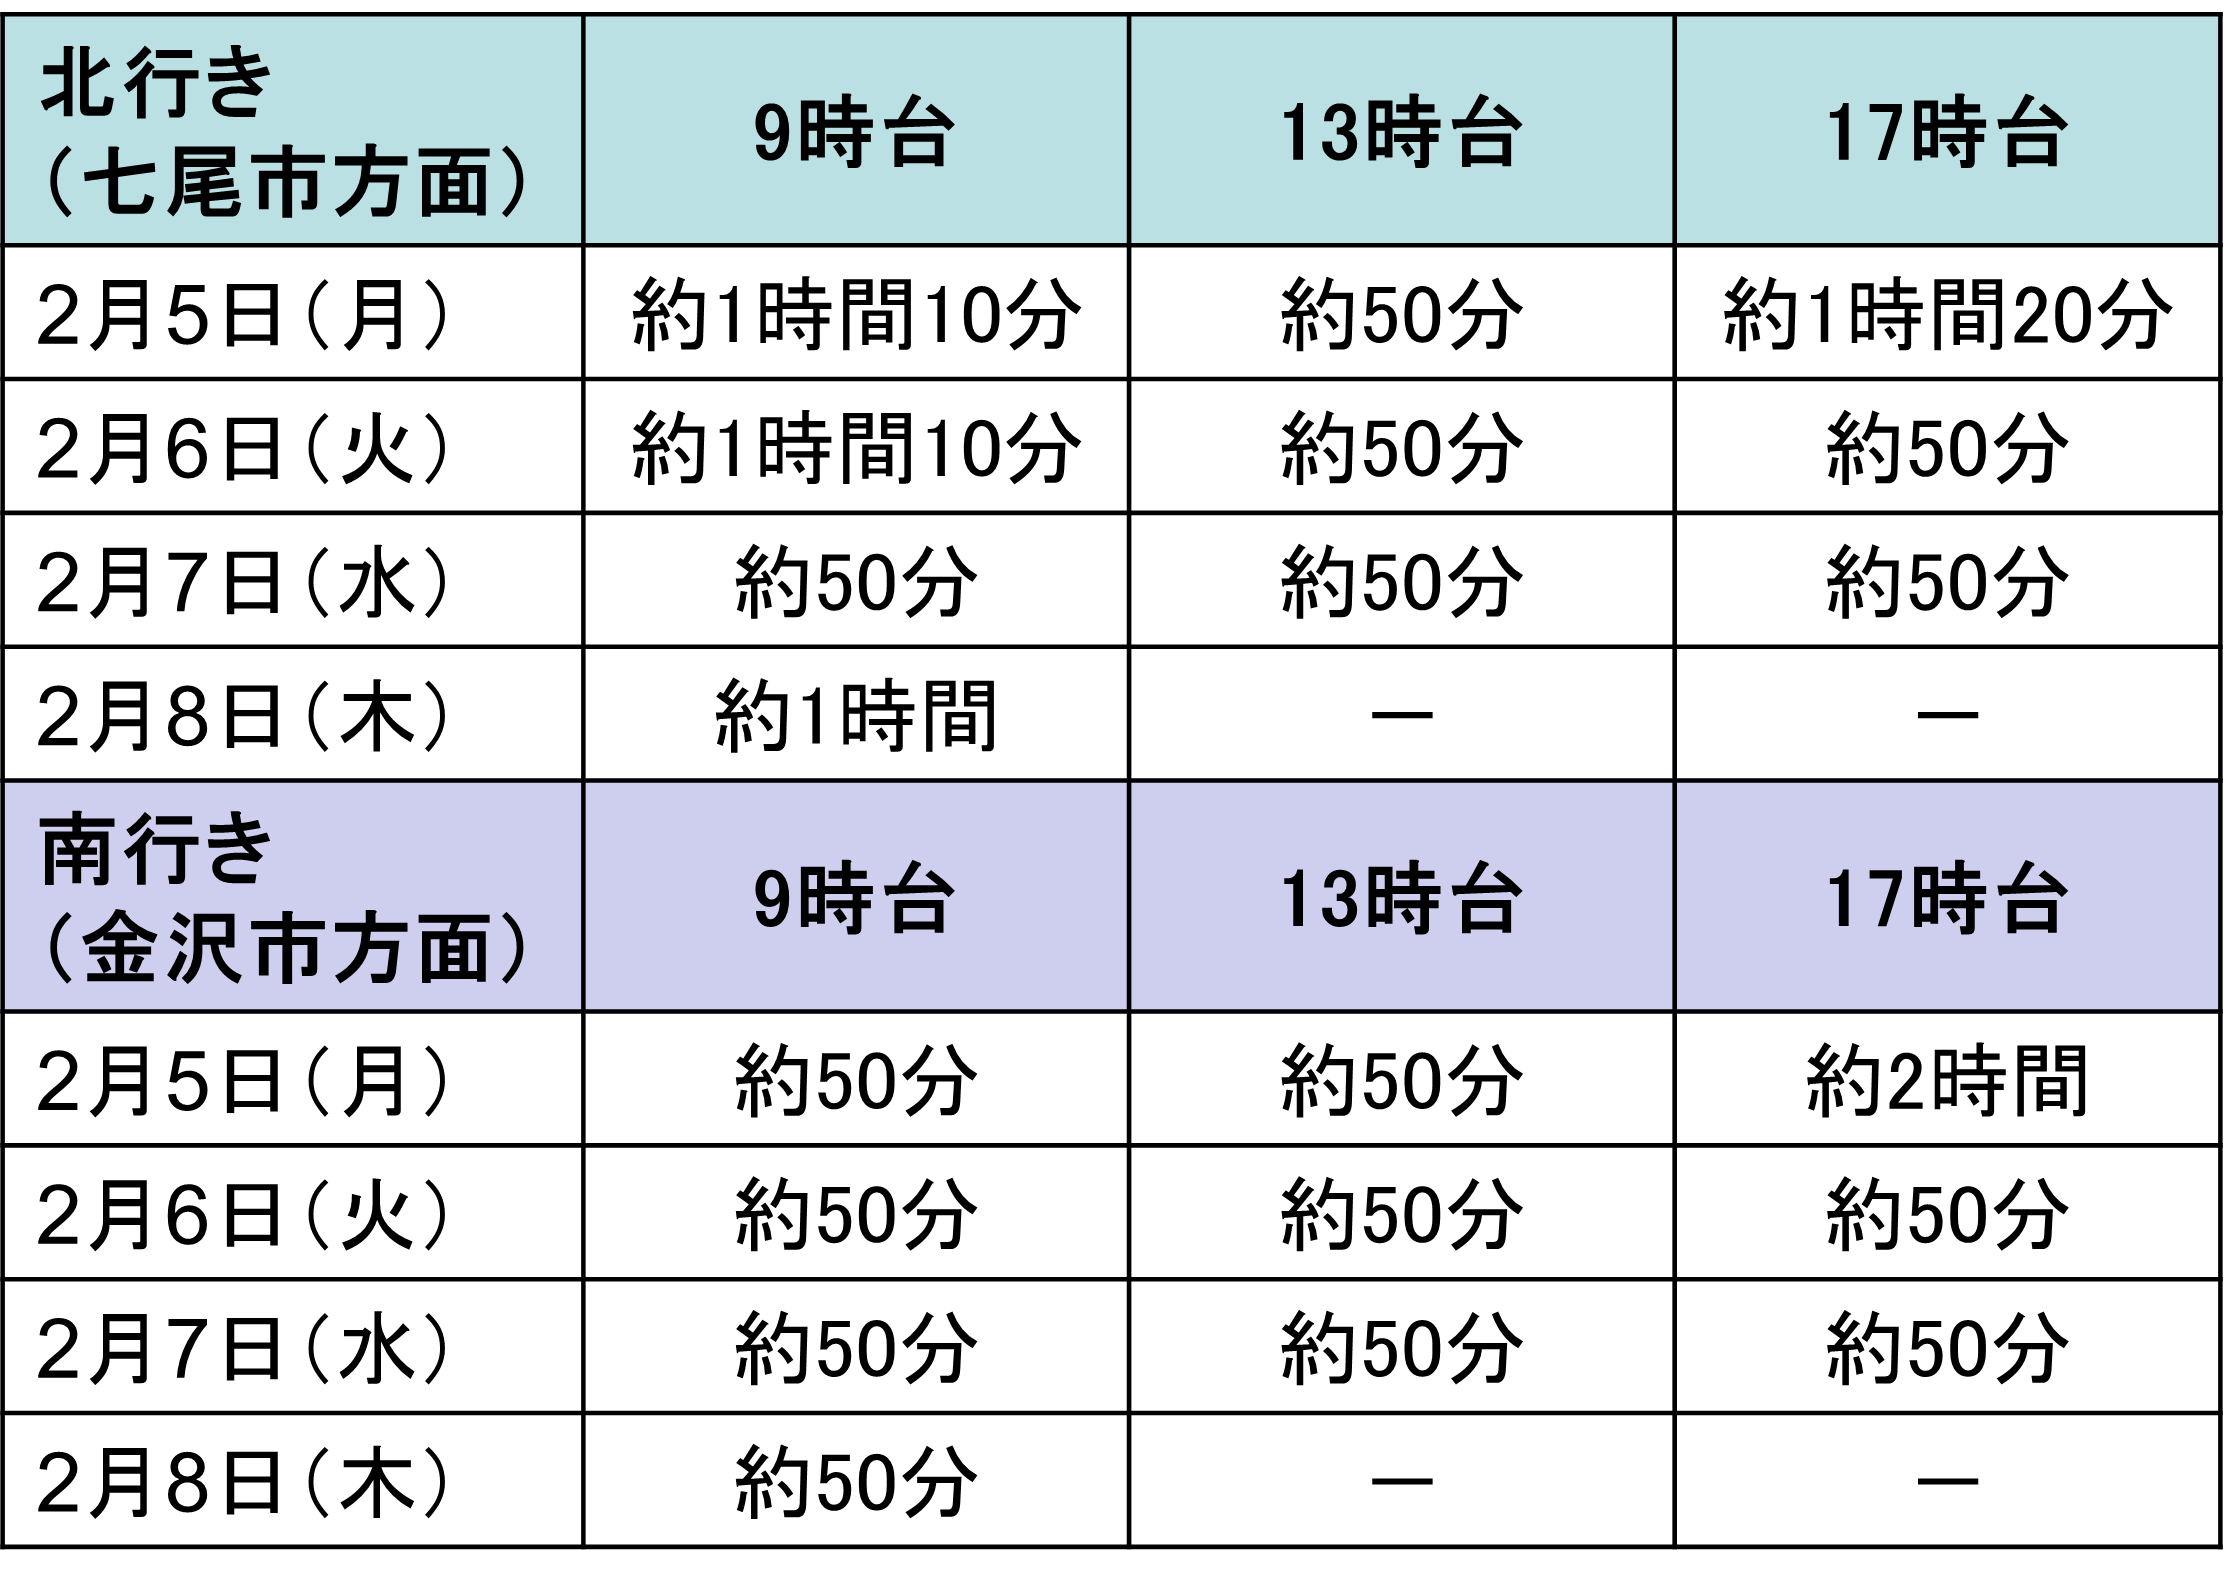 北行き
（七尾市方面） 9時台 13時台 17時台
2月5日（月） 約1時間10分 約50分 約1時間20分
2月6日（火） 約1時間10分 約50分 約50分
2月7日（水） 約50分 約50分 約50分
2月8日（木） 約1時間 － －
南行き
（金沢市方面） 9時台 13時台 17時台
2月5日（月） 約50分 約50分 約2時間
2月6日（火） 約50分 約50分 約50分
2月7日（水） 約50分 約50分 約50分
2月8日（木） 約50分 － －